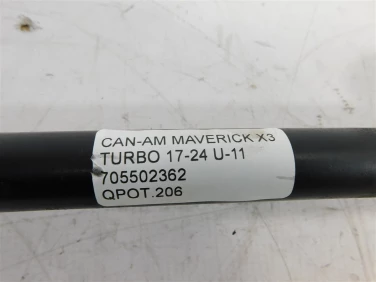 CAN-AM MAVERICK X3
TURBO 17-24 U-11
705502362
QPOT.206